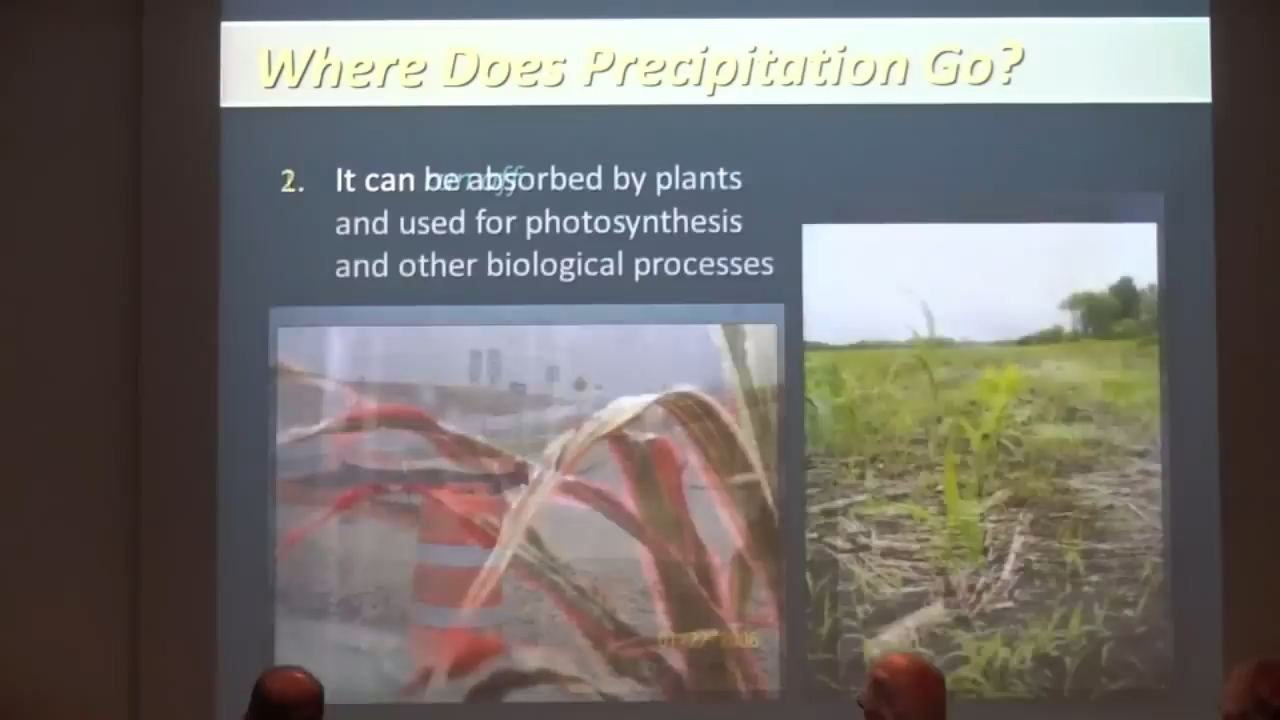 Where Does Precipitation Go?
2. It can be absorbed by plants
and used for photosynthesis
and other biological processes